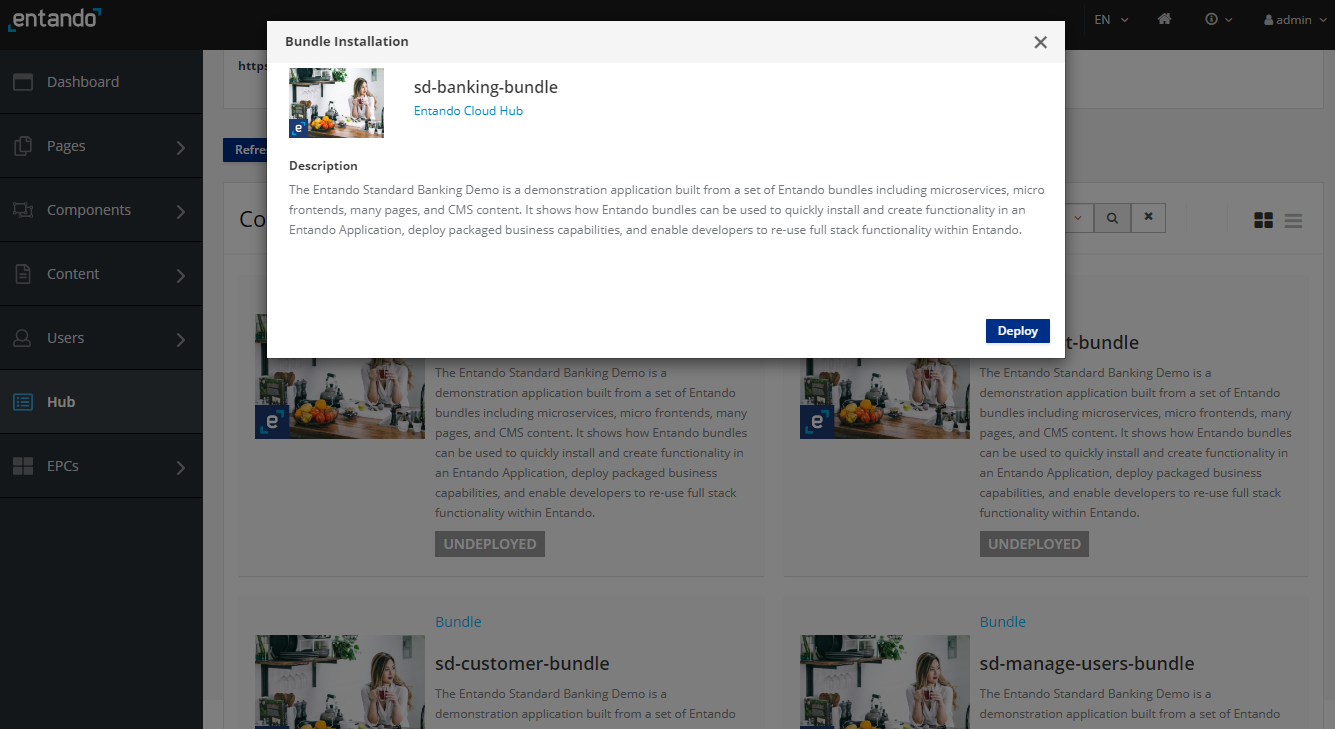 entando
EN
admin
Bundle Installation
sd-banking-bundle
Entando Cloud Hub
Description
The Entando Standard Banking Demo is a demonstration application built from a set of Entando bundles including microservices, micro
frontends, many pages, and CMS content. It shows how Entando bundles can be used to quickly install and create functionality in an
Entando Application, deploy packaged business capabilities, and enable developers to re-use full stack functionality within Entando.
Deploy
Dashboard
Pages
Components
Content
Users
Hub
EPCs
https
Refre
Co
The Entando Standard Banking Demo is a
demonstration application built from a set of Entando
bundles including microservices, micro frontends, many
pages, and CMS content. It shows how Entando bundles
can be used to quickly install and create functionality in
an Entando Application, deploy packaged business
capabilities, and enable developers to re-use full stack
functionality within Entando.
UNDEPLOYED
t-bundle
The Entando Standard Banking Demo is a
demonstration application built from a set of Entando
bundles including microservices, micro frontends, many
pages, and CMS content. It shows how Entando bundles
can be used to quickly install and create functionality in
an Entando Application, deploy packaged business
capabilities, and enable developers to re-use full stack
functionality within Entando.
UNDEPLOYED
Bundle
sd-customer-bundle
The Entando Standard Banking Demo is a
demonstration application built from a set of Entando
Bundle
sd-manage-users-bundle
The Entando Standard Banking Demo is a
demonstration application built from a set of Entando